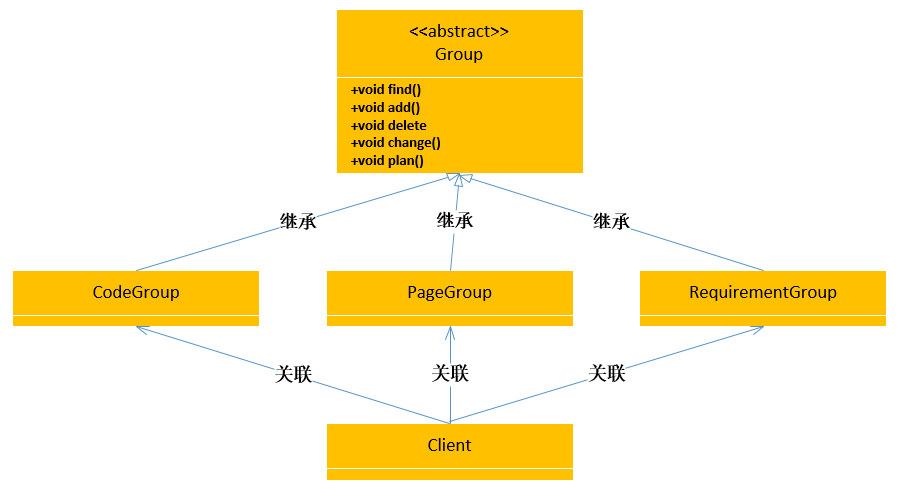 <<abstract>>
Group
+void find()
+void add()
+void delete
+void change()
+void plan()
继承
继承
继承
CodeGroup
PageGroup
RequirementGroup
关联
关联
关联
Client